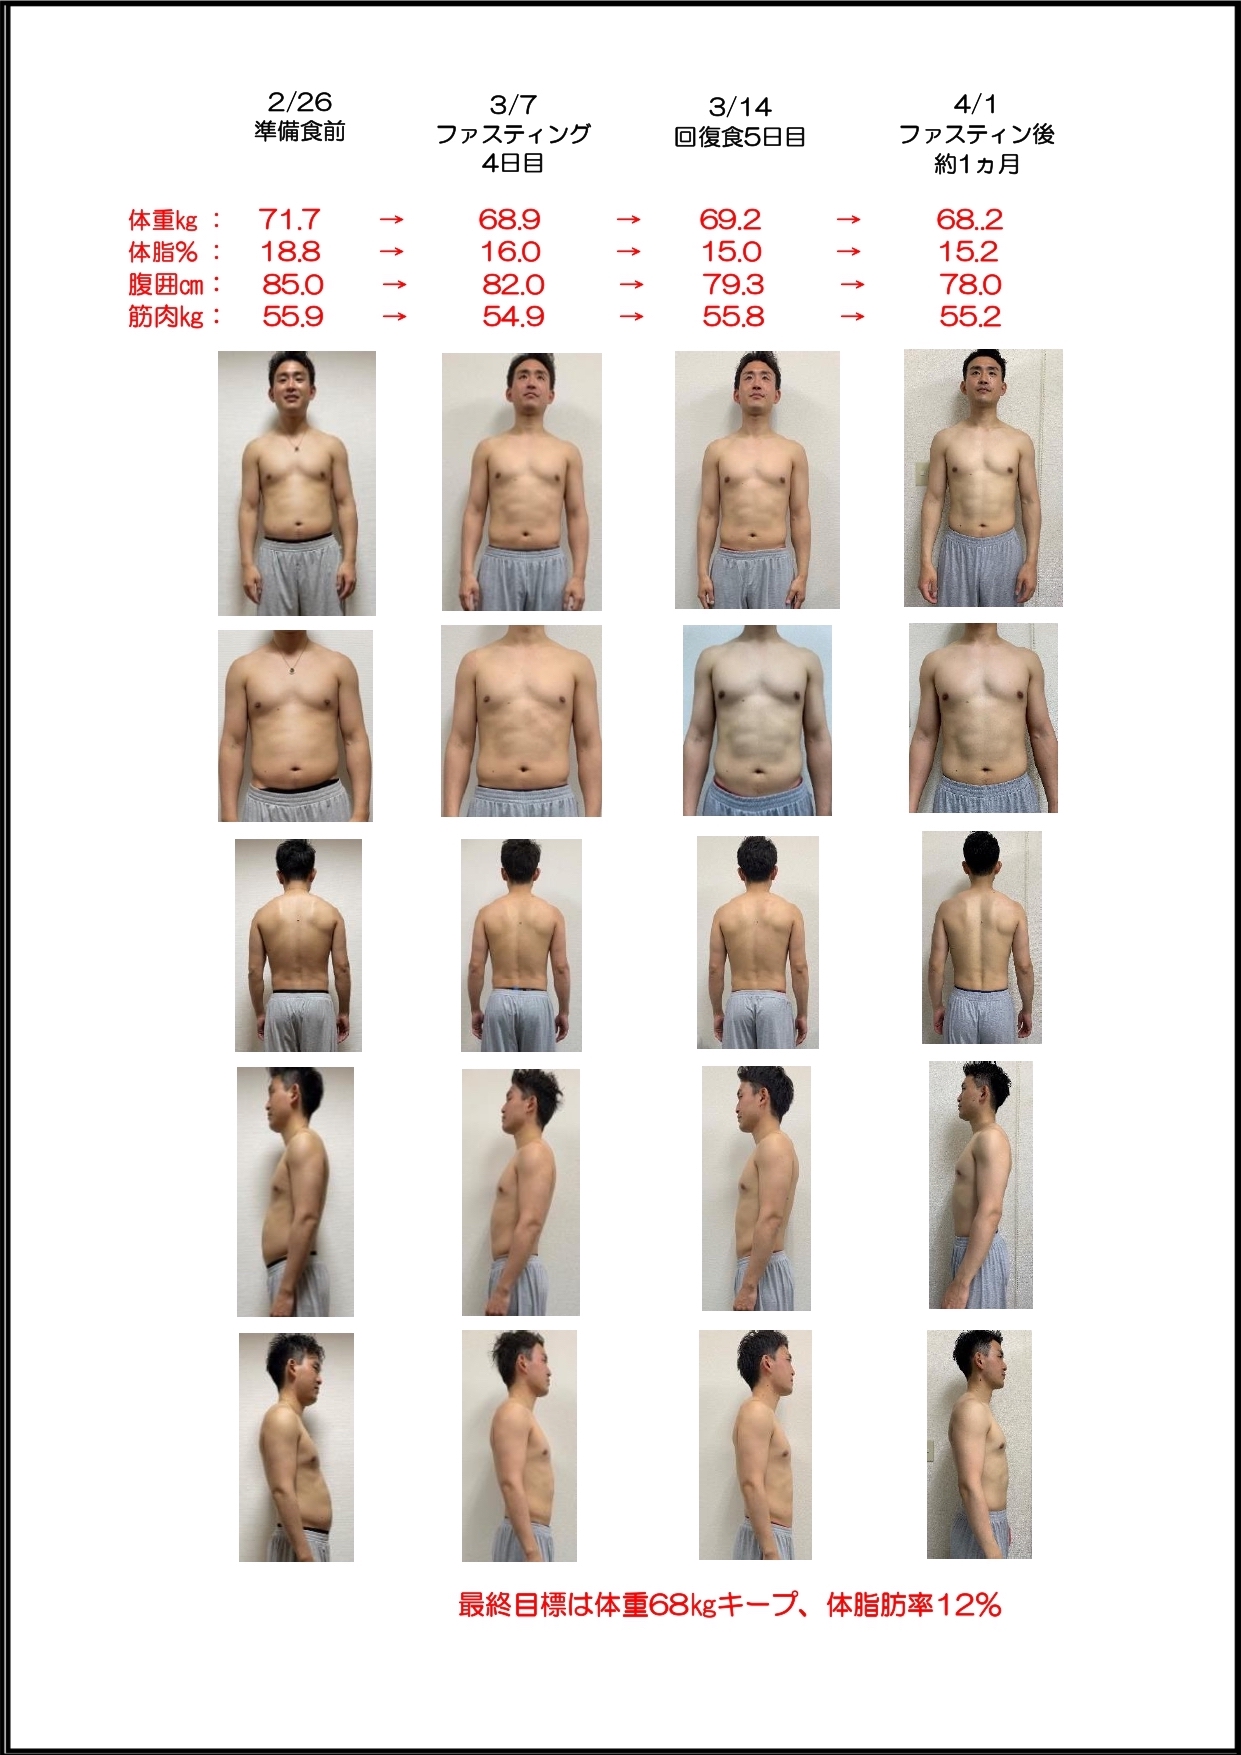 2/26 3/7 3/14 4/1
準備食前 ファスティング 回復食5日目 ファスティン後
4日目 約1ヵ月
体重kg : 71.7 → 68.9 → 69.2 → 68..2
体脂% : 18.8 → 16.0 → 15.0 → 15.2
腹囲cm : 85.0 → 82.0 → 79.3 → 78.0
筋肉kg : 55.9 → 54.9 → 55.8 → 55.2
最終目標は体重68kgキープ、体脂肪率12%